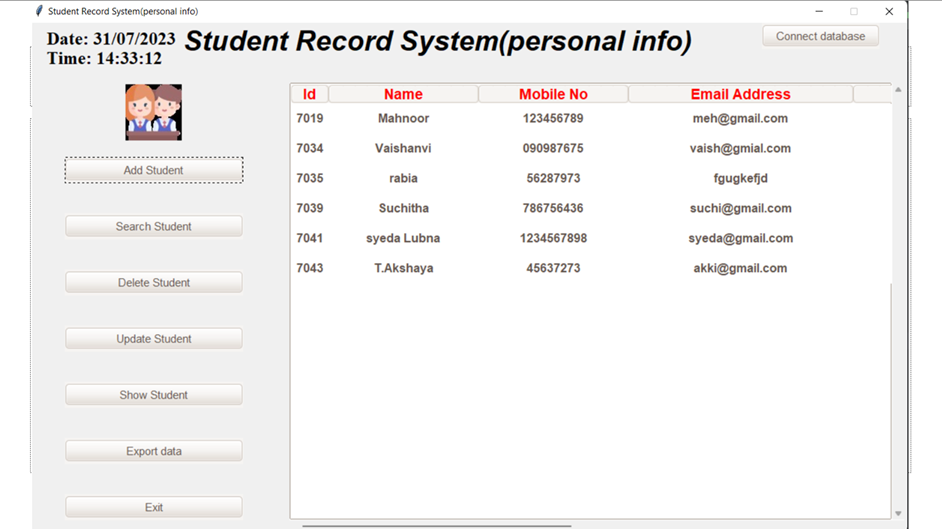 Student Record System(personal info)
Date: 31/07/2023
Time: 14:33:12
Student Record System(personal info)
Connect database
Add Student
Search Student
Delete Student
Update Student
Show Student
Export data
Exit
Id Name Mobile No Email Address
7019 Mahnoor 123456789 meh@gmail.com
7034 Vaishanvi 090987675 vaish@gmial.com
7035 rabia 56287973 fgugkefjd
7039 Suchitha 786756436 suchi@gmail.com
7041 syeda Lubna 1234567898 syeda@gmail.com
7043 T.Akshaya 45637273 akki@gmail.com